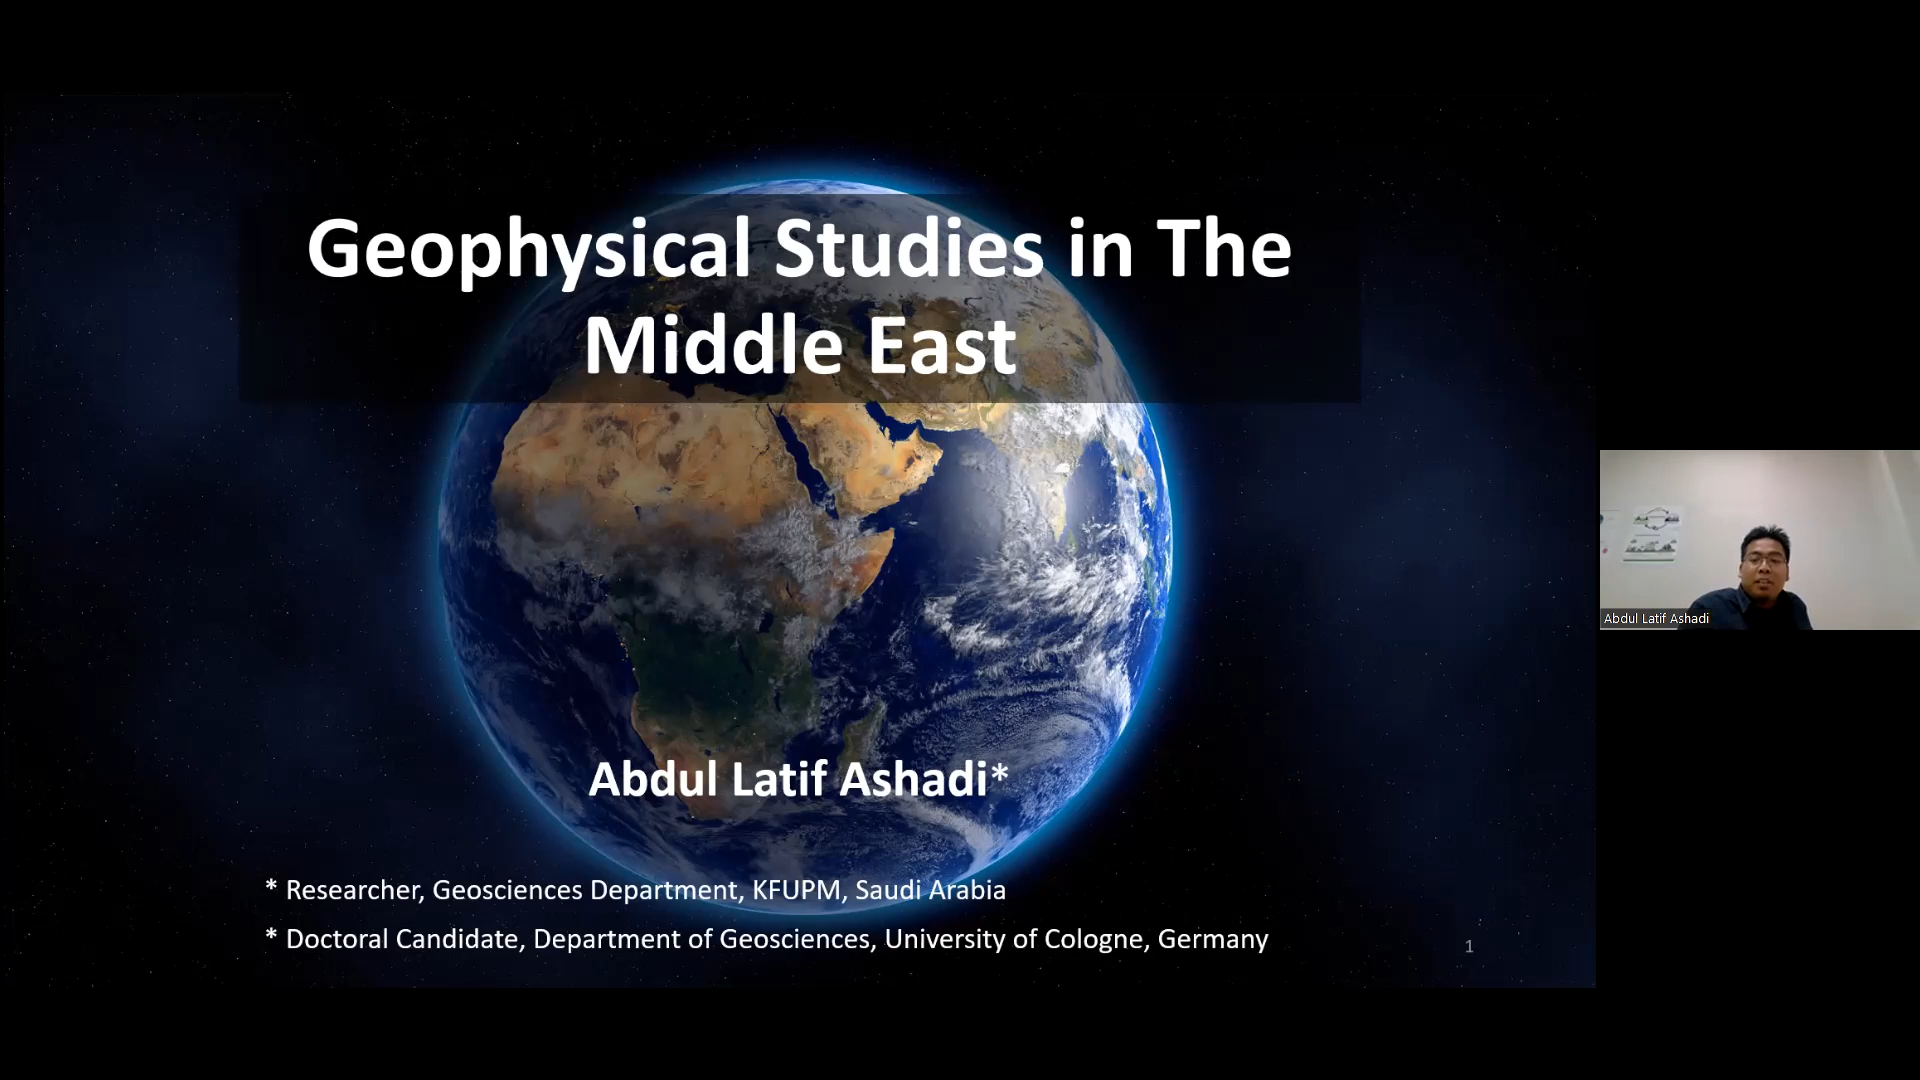 Geophysical Studies in The
Middle East
Abdul Latif Ashadi*
* Researcher, Geosciences Department, KFUPM, Saudi Arabia
* Doctoral Candidate, Department of Geosciences, University of Cologne, Germany
1
Abdul Latif Ashadi